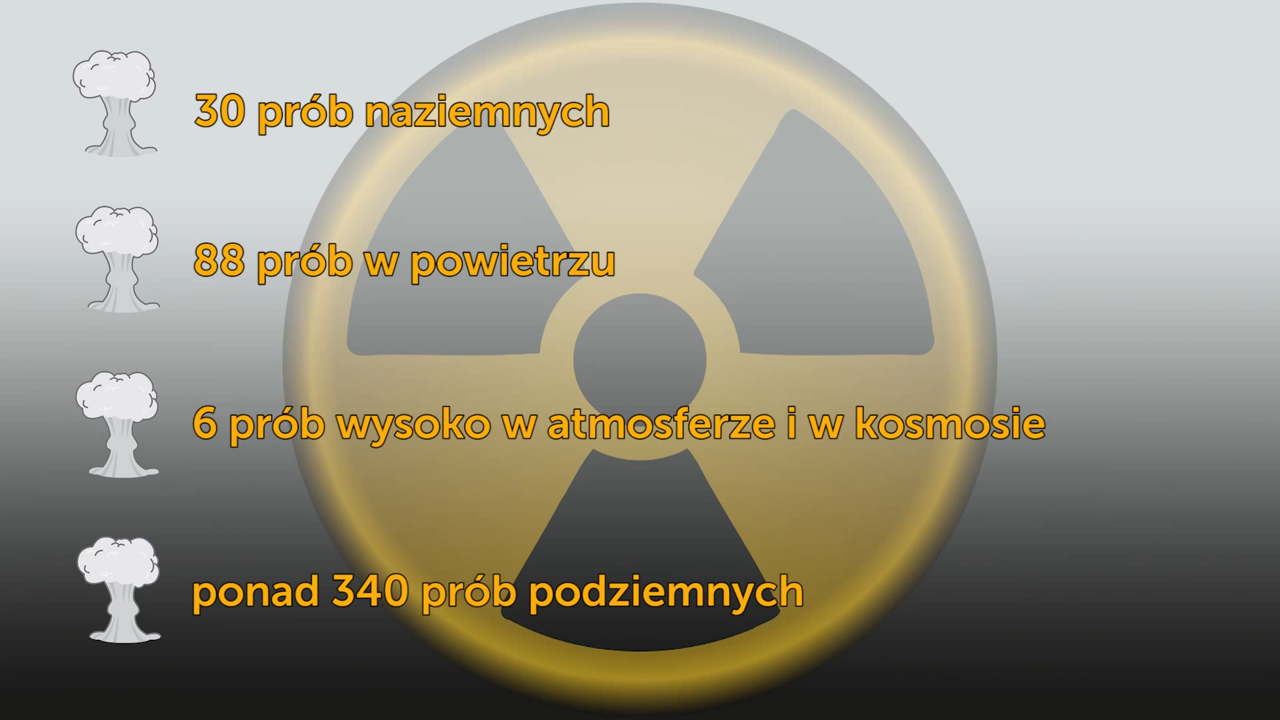 30 prób naziemnych
88 prób w powietrzu
6 prób wysoko w atmosferze i w kosmosie
ponad 340 prób podziemnych